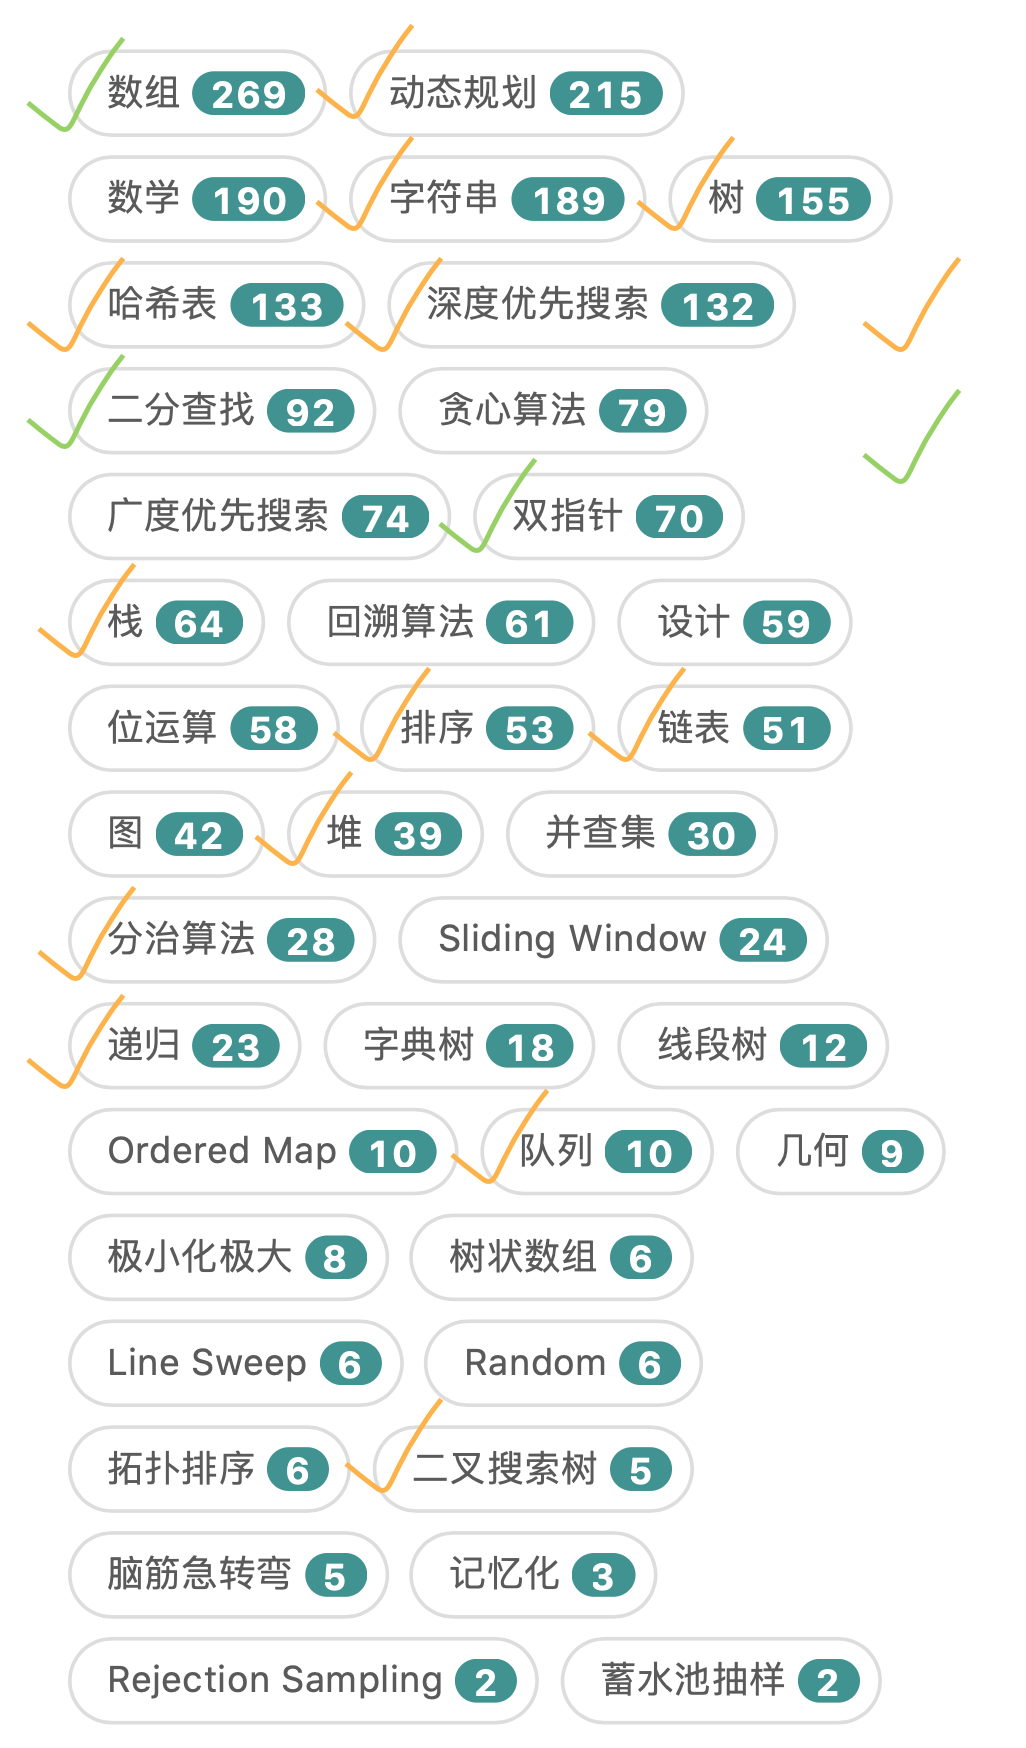 数组 269 动态规划 215
数学 190 字符串 189 树 155
哈希表 133 深度优先搜索 132
二分查找 92 贪心算法 79
广度优先搜索 74 双指针 70
栈 64 回溯算法 61 设计 59
位运算 58 排序 53 链表 51
图 42 堆 39 并查集 30
分治算法 28 Sliding Window 24
递归 23 字典树 18 线段树 12
Ordered Map 10 队列 10 几何 9
极小化极大 8 树状数组 6
Line Sweep 6 Random 6
拓扑排序 6 二叉搜索树 5
脑筋急转弯 5 记忆化 3
Rejection Sampling 2 蓄水池抽样 2